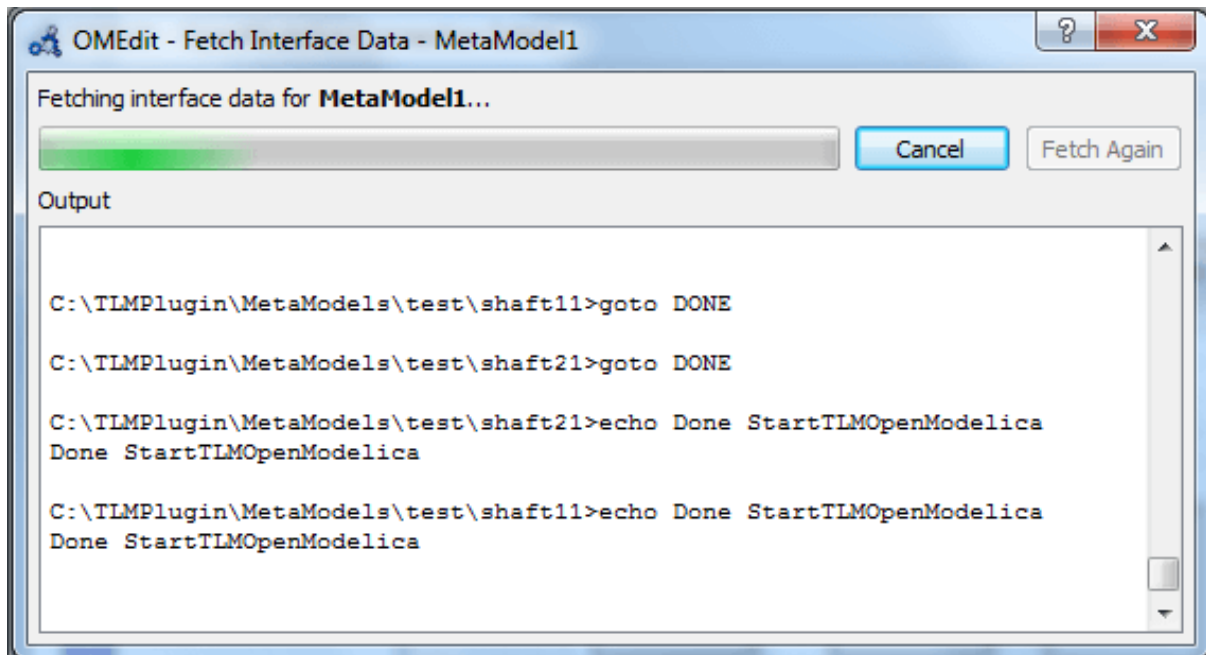 OMEdit - Fetch Interface Data - MetaModel1
Fetching interface data for MetaModel1...
Cancel
Fetch Again
Output
C:\TLMPlugin\MetaModels\test\shaft11>goto DONE
C:\TLMPlugin\MetaModels\test\shaft21>goto DONE
C:\TLMPlugin\MetaModels\test\shaft21>echo Done StartTLMOpenModelica
Done StartTLMOpenModelica
C:\TLMPlugin\MetaModels\test\shaft11>echo Done StartTLMOpenModelica
Done StartTLMOpenModelica